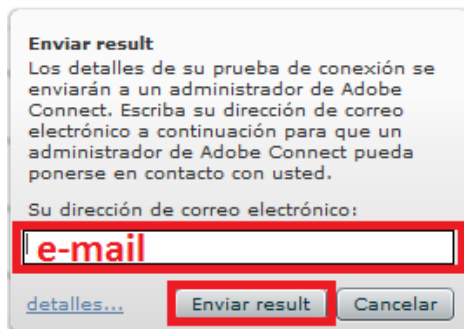 Enviar result
Los detalles de su prueba de conexión se
enviarán a un administrador de Adobe
Connect. Escriba su dirección de correo
electrónico a continuación para que un
administrador de Adobe Connect pueda
ponerse en contacto con usted.
Su dirección de correo electrónico:
e-mail
detalles... Enviar result Cancelar